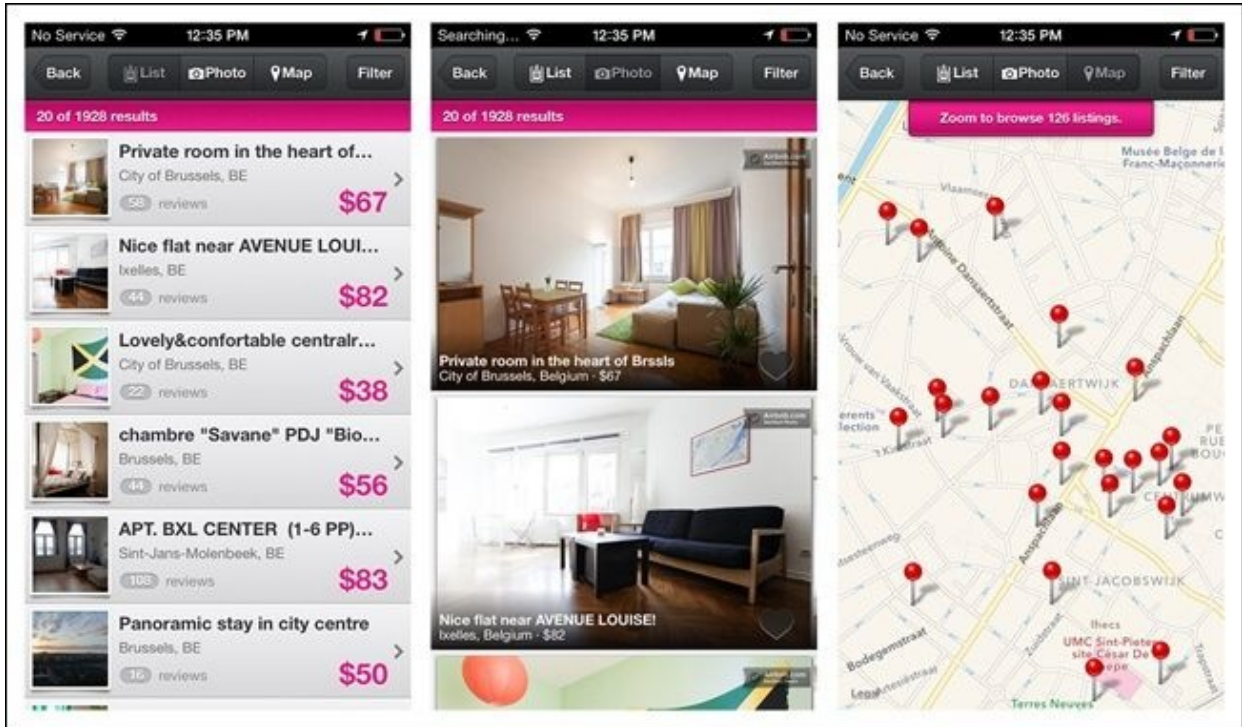 No Service 12:35 PM
Back List Photo Map Filter
20 of 1928 results
Private room in the heart of...
City of Brussels, BE
58 reviews
$67
Nice flat near AVENUE LOUI...
Ixelles, BE
44 reviews
$82
Lovely&confortable centralr...
City of Brussels, BE
22 reviews
$38
chambre "Savane" PDJ "Bio...
Brussels, BE
44 reviews
$56
APT. BXL CENTER (1-6 PP)...
Sint-Jans-Molenbeek, BE
108 reviews
$83
Panoramic stay in city centre
Brussels, BE
16 reviews
$50
Searching... 12:35 PM
Back List Photo Map Filter
20 of 1928 results
Airbnb.com
Private room in the heart of Brssls
City of Brussels, Belgium · $67
Airbnb.com
Nice flat near AVENUE LOUISE!
Ixelles, Belgium · $82
No Service 12:35 PM
Back List Photo Map Filter
Zoom to browse 126 listings.
Musée Belge de l
Franc-Maçonnerie
Antoine Dansaertstraat
Anspachlaan
Anspachlaan
SINT-JACOBSWIJK
Zuidstraat
Ihecs
UMC Sint-Pieter
site César De
Bodegemstraat
Artesiëstraat
Terres Neuves